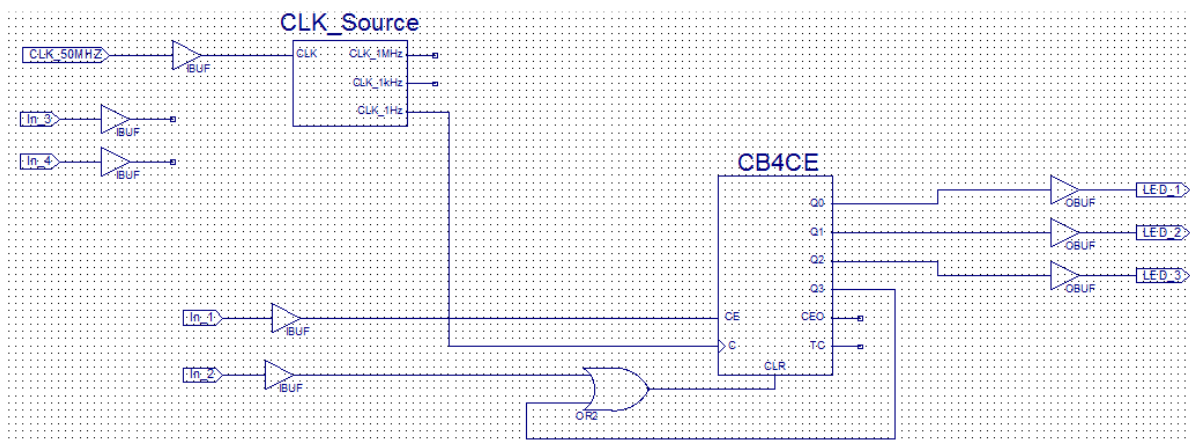 CLK_Source
CLK_50MHZ
IBUF
CLK
CLK_1MHz
CLK_1kHz
CLK_1Hz
In_3
IBUF
In_4
IBUF
CB4CE
Q0
Q1
Q2
Q3
CEO
TC
CE
C
CLR
OBUF
LED_1
OBUF
LED_2
OBUF
LED_3
In_1
IBUF
In_2
IBUF
OR2